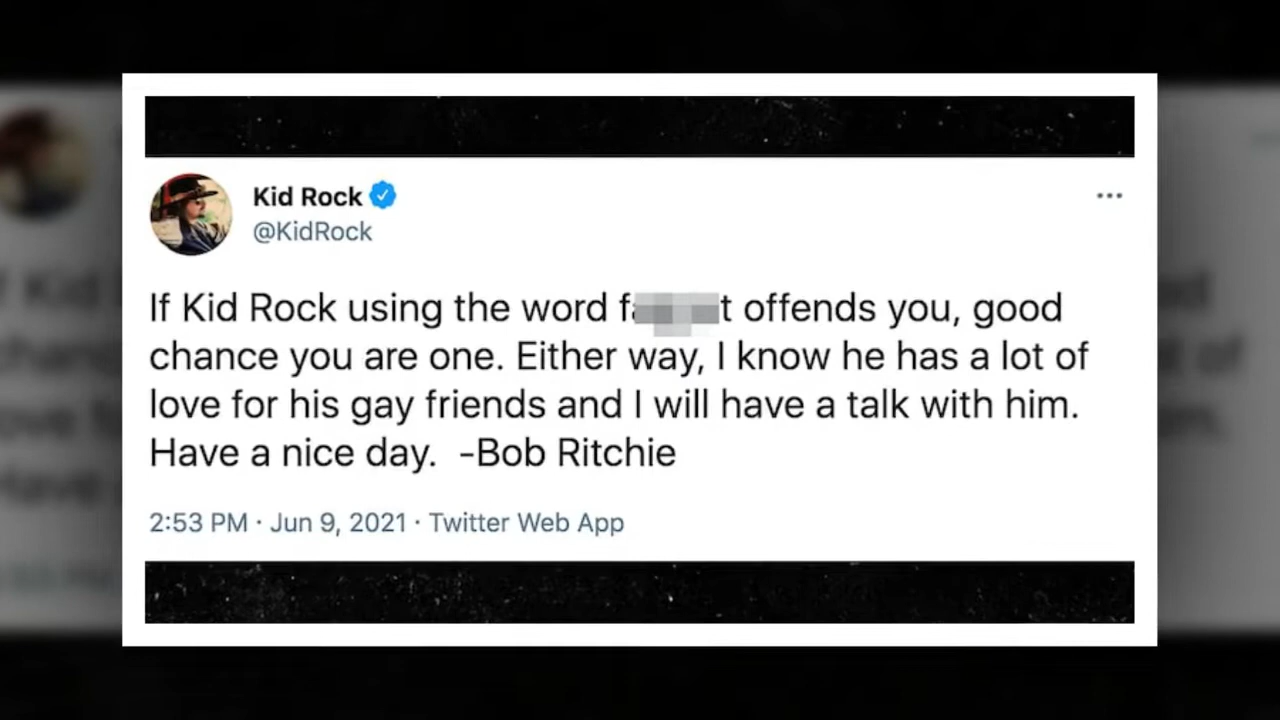 Kid Rock
@KidRock
If Kid Rock using the word offends you, good
chance you are one. Either way, I know he has a lot of
love for his gay friends and I will have a talk with him.
Have a nice day. -Bob Ritchie
2:53 PM · Jun 9, 2021 · Twitter Web App